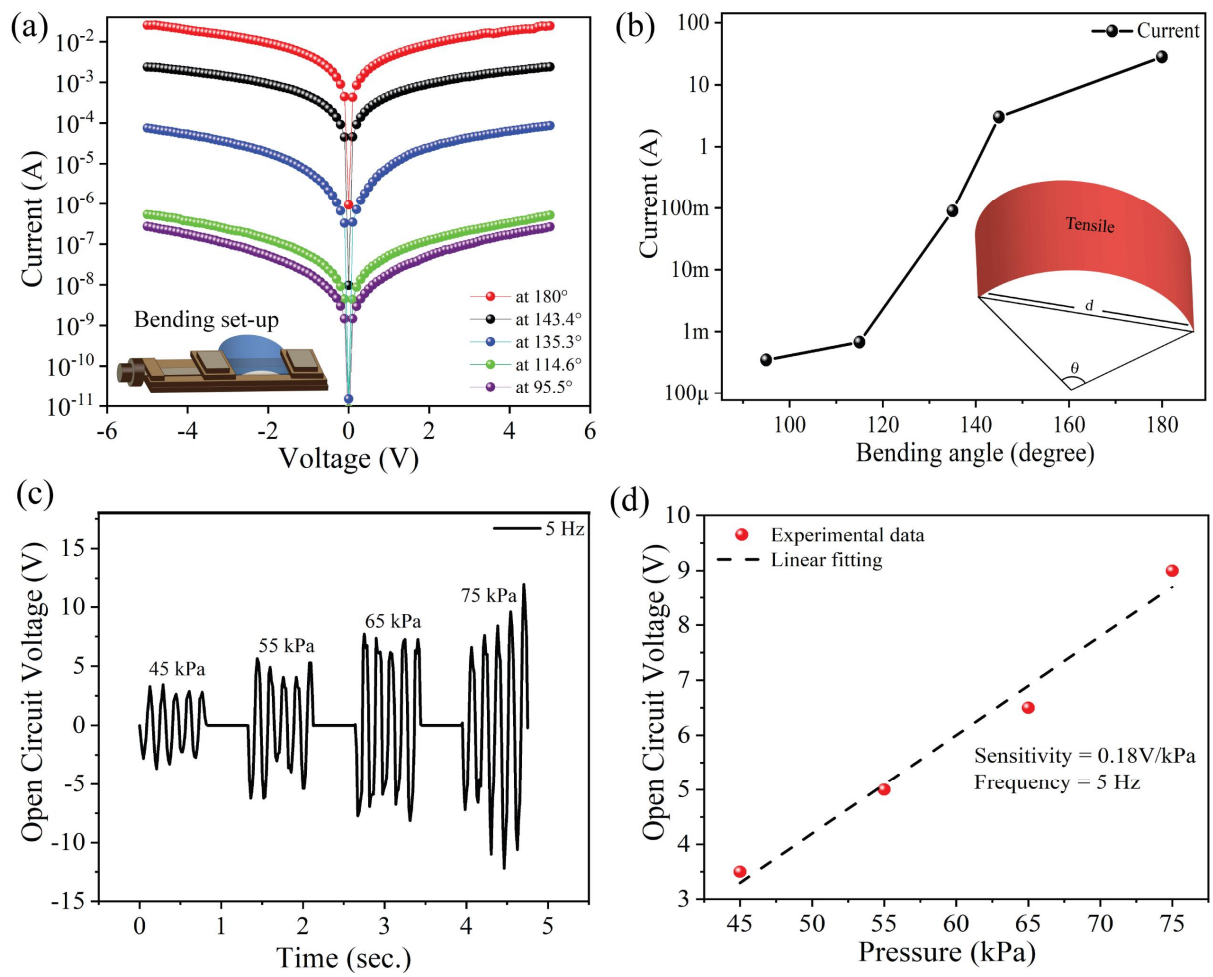 (a)
10⁻²
10⁻³
10⁻⁴
10⁻⁵
10⁻⁶
10⁻⁷
10⁻⁸
10⁻⁹
10⁻¹⁰
10⁻¹¹
Current (A)
Bending set-up
at 180°
at 143.4°
at 135.3°
at 114.6°
at 95.5°
-6 -4 -2 0 2 4 6
Voltage (V)
(b)
Current
100
10
1
100m
10m
1m
100μ
Current (A)
Tensile
d
θ
100 120 140 160 180
Bending angle (degree)
(c)
5 Hz
15
10
5
0
-5
-10
-15
Open Circuit Voltage (V)
45 kPa
55 kPa
65 kPa
75 kPa
0 1 2 3 4 5
Time (sec.)
(d)
Experimental data
Linear fitting
10
9
8
7
6
5
4
3
Open Circuit Voltage (V)
Sensitivity = 0.18V/kPa
Frequency = 5 Hz
45 50 55 60 65 70 75
Pressure (kPa)